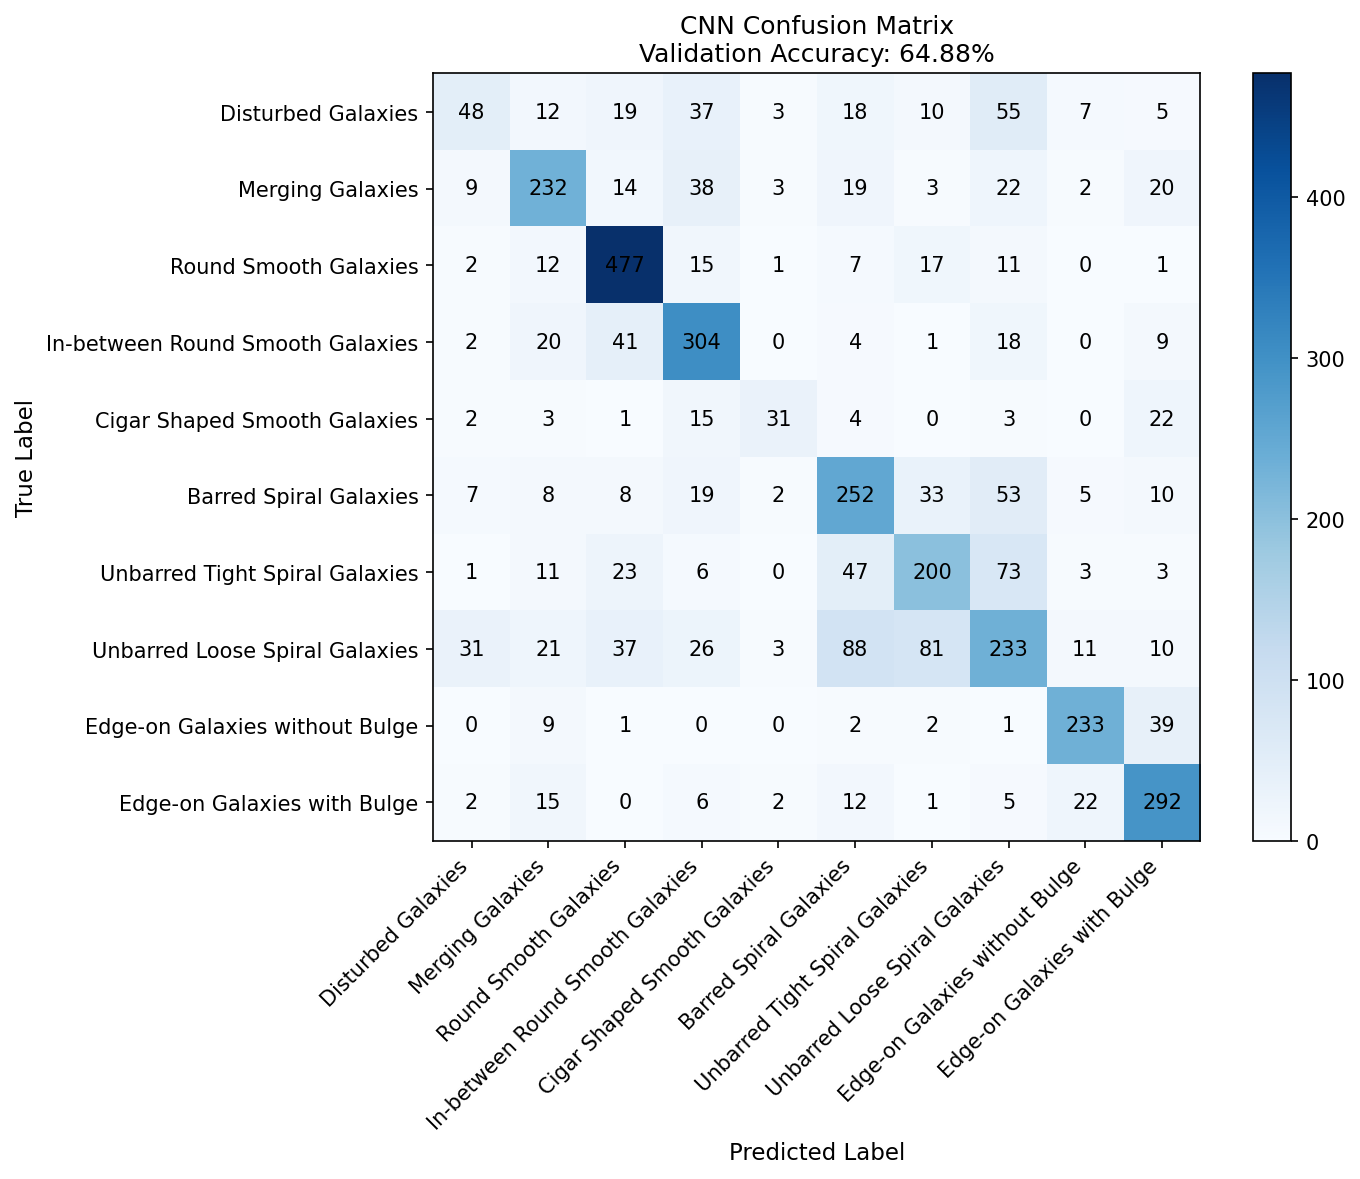 CNN Confusion Matrix
Validation Accuracy: 64.88%
True Label
Disturbed Galaxies 48 12 19 37 3 18 10 55 7 5
Merging Galaxies 9 232 14 38 3 19 3 22 2 20
Round Smooth Galaxies 2 12 477 15 1 7 17 11 0 1
In-between Round Smooth Galaxies 2 20 41 304 0 4 1 18 0 9
Cigar Shaped Smooth Galaxies 2 3 1 15 31 4 0 3 0 22
Barred Spiral Galaxies 7 8 8 19 2 252 33 53 5 10
Unbarred Tight Spiral Galaxies 1 11 23 6 0 47 200 73 3 3
Unbarred Loose Spiral Galaxies 31 21 37 26 3 88 81 233 11 10
Edge-on Galaxies without Bulge 0 9 1 0 0 2 2 1 233 39
Edge-on Galaxies with Bulge 2 15 0 6 2 12 1 5 22 292
Disturbed Galaxies
Merging Galaxies
Round Smooth Galaxies
In-between Round Smooth Galaxies
Cigar Shaped Smooth Galaxies
Barred Spiral Galaxies
Unbarred Tight Spiral Galaxies
Unbarred Loose Spiral Galaxies
Edge-on Galaxies without Bulge
Edge-on Galaxies with Bulge
Predicted Label
400
300
200
100
0